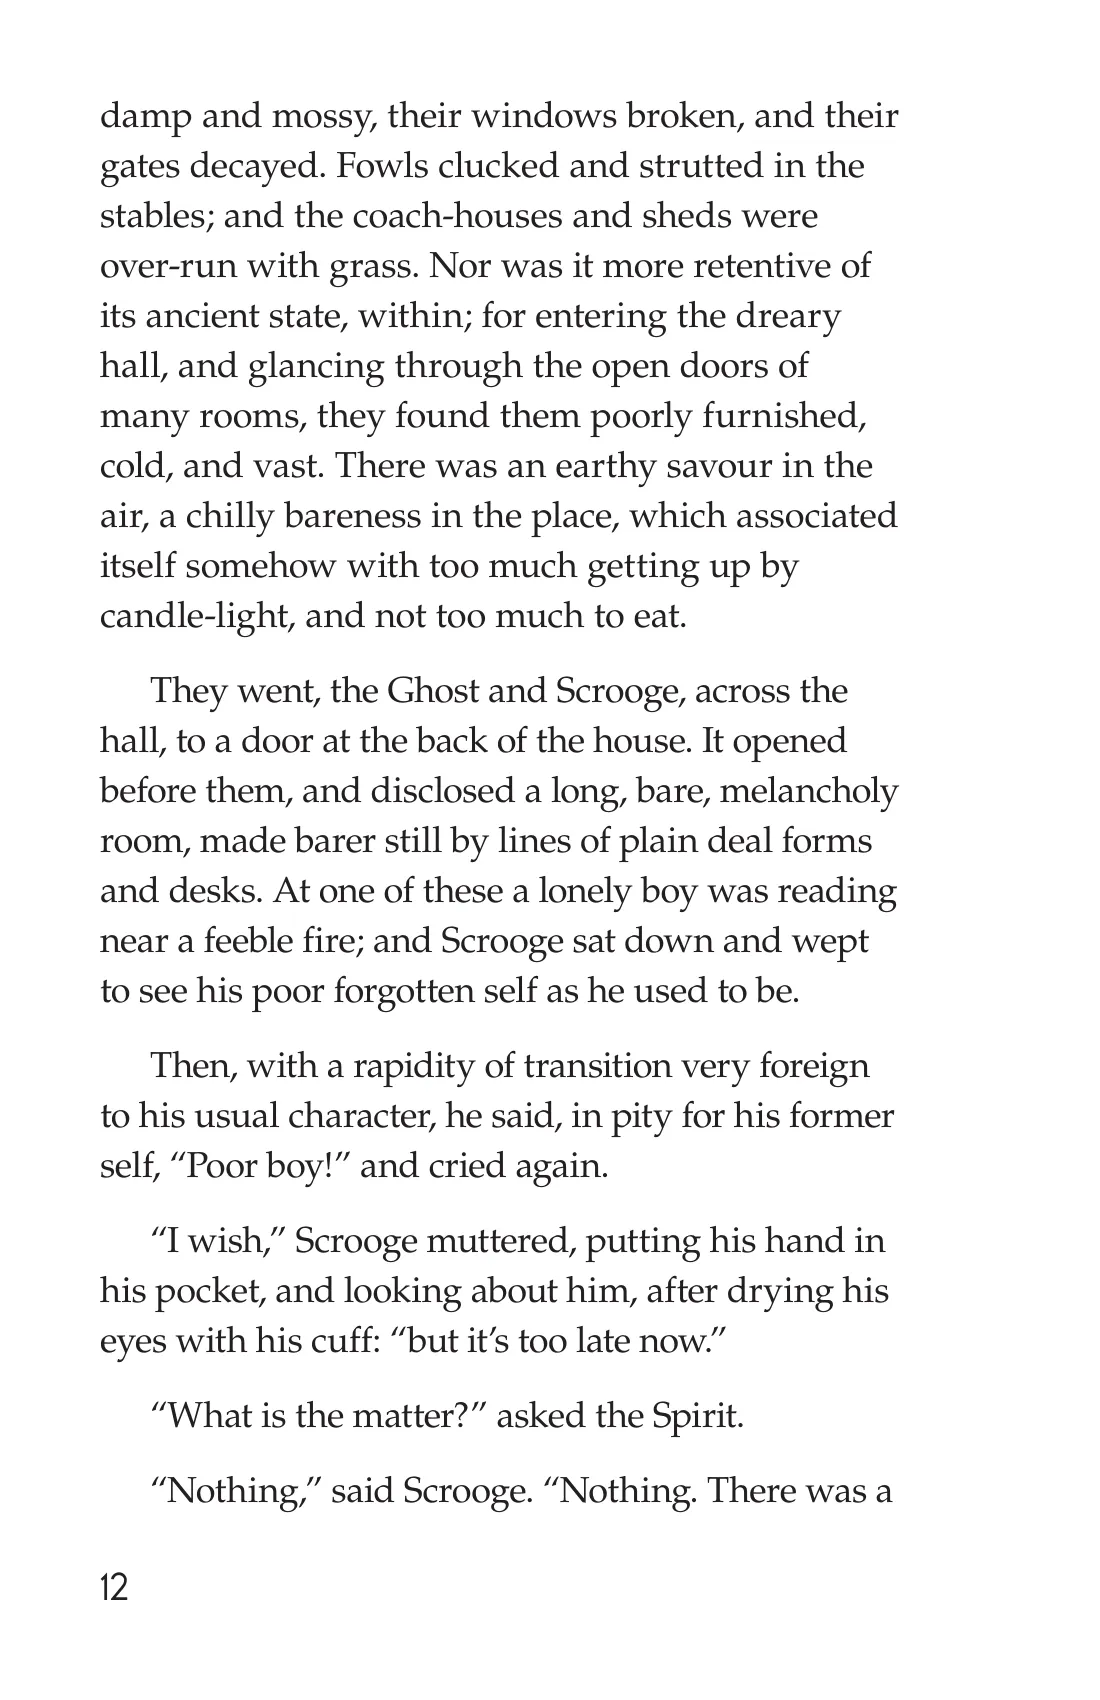 damp and mossy, their windows broken, and their
gates decayed. Fowls clucked and strutted in the
stables; and the coach-houses and sheds were
over-run with grass. Nor was it more retentive of
its ancient state, within; for entering the dreary
hall, and glancing through the open doors of
many rooms, they found them poorly furnished,
cold, and vast. There was an earthy savour in the
air, a chilly bareness in the place, which associated
itself somehow with too much getting up by
candle-light, and not too much to eat.
They went, the Ghost and Scrooge, across the
hall, to a door at the back of the house. It opened
before them, and disclosed a long, bare, melancholy
room, made barer still by lines of plain deal forms
and desks. At one of these a lonely boy was reading
near a feeble fire; and Scrooge sat down and wept
to see his poor forgotten self as he used to be.
Then, with a rapidity of transition very foreign
to his usual character, he said, in pity for his former
self, “Poor boy!” and cried again.
“I wish,” Scrooge muttered, putting his hand in
his pocket, and looking about him, after drying his
eyes with his cuff: “but it’s too late now.”
“What is the matter?” asked the Spirit.
“Nothing,” said Scrooge. “Nothing. There was a
12